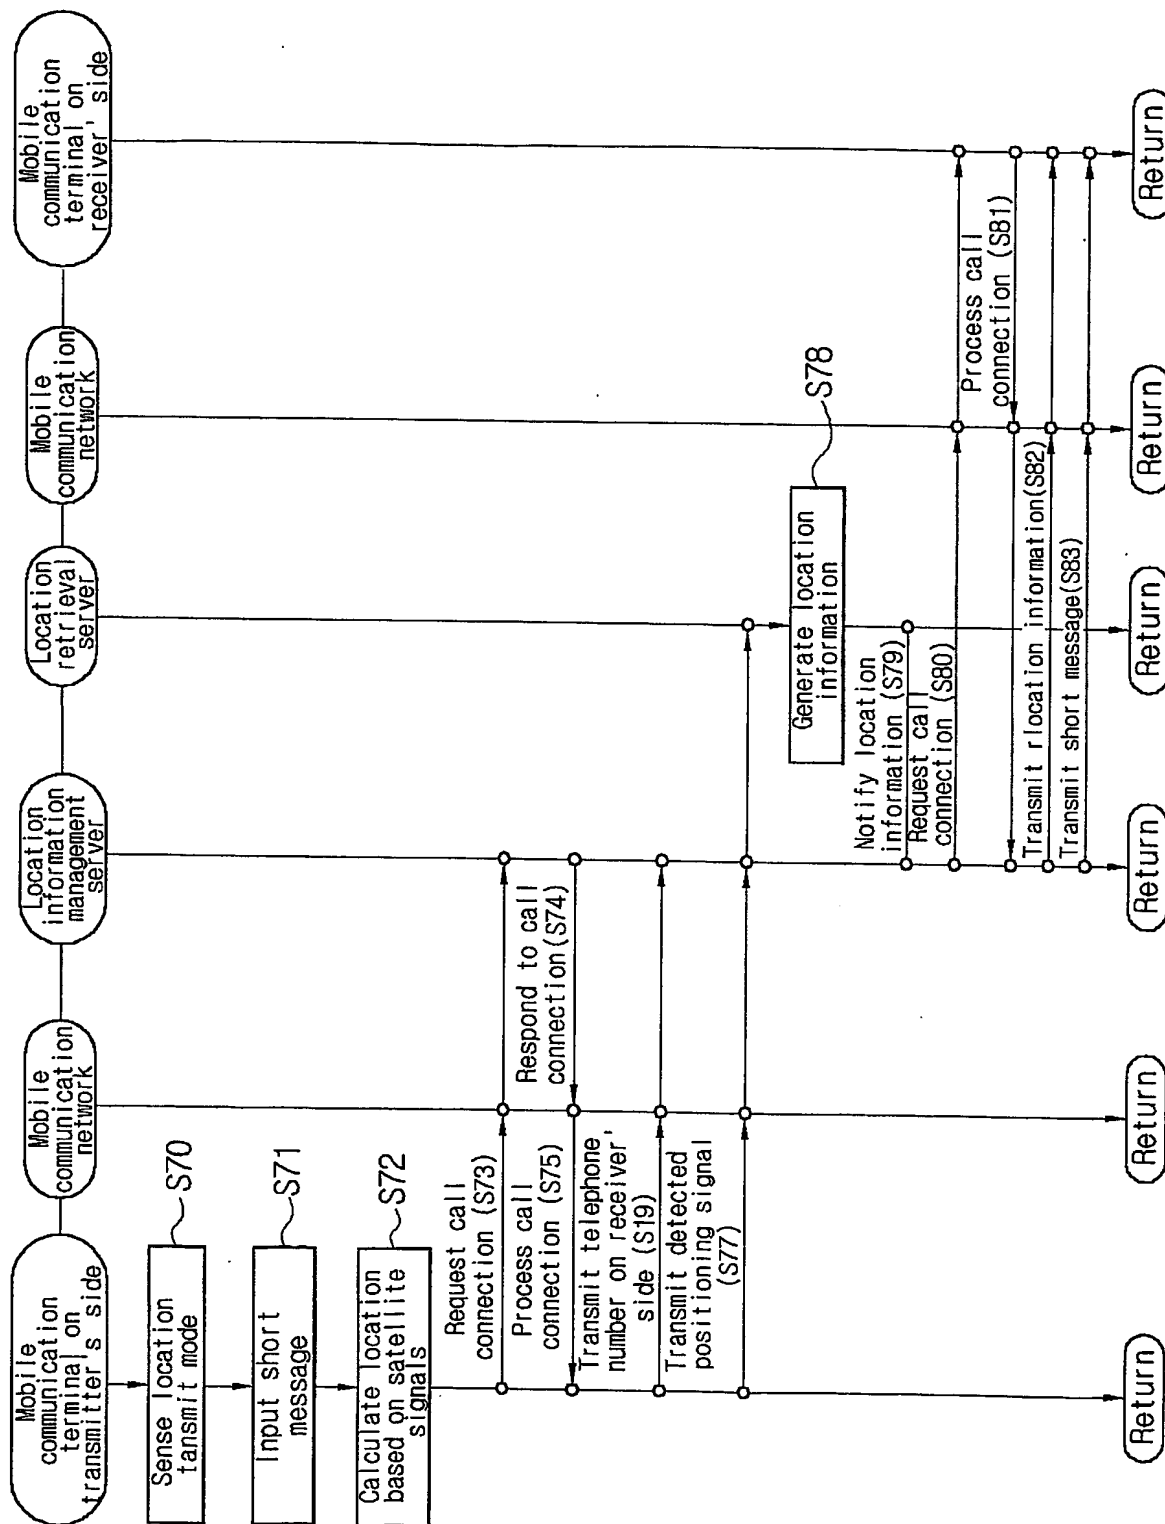 Mobile
communication
terminal on
transmitter's side
Mobile
communication
network
Location
information
management
server
Location
retrieval
server
Mobile
communication
network
Mobile
communication
terminal on
receiver' side
Sense location
tansmit mode
S70
Input short
message
S71
Calculate location
based on satellite
signals
S72
Request call
connection (S73)
Respond to call
connection(S74)
Process call
connection (S75)
Transmit telephone
number on receiver'
side (S19)
Transmit detected
positioning signal
(S77)
Generate location
information
S78
Notify location
information (S79)
Request call
connection (S80)
Process call
connection (S81)
Transmit rlocation information(S82)
Transmit short message(S83)
Return
Return
Return
Return
Return
Return